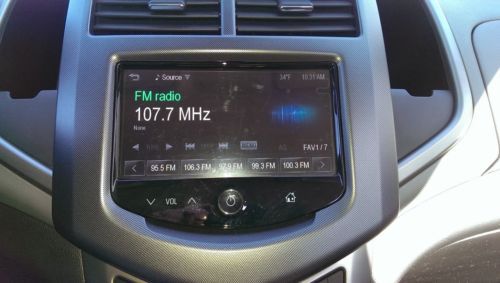 Source 34°F 10:31 AM
FM radio
107.7 MHz
None
FAV1/7
95.5 FM 106.3 FM 97.9 FM 99.3 FM 100.3 FM
VOL